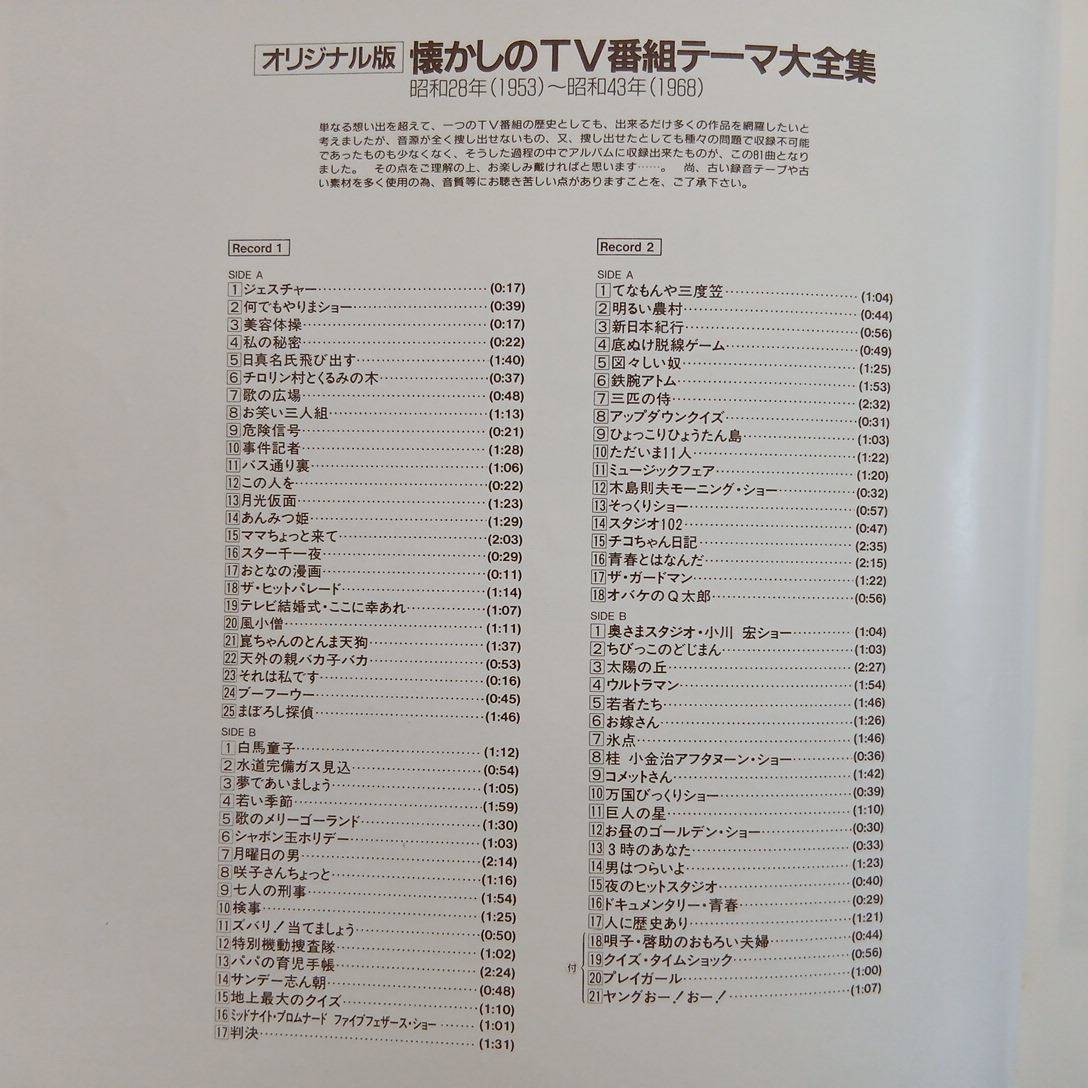 オリジナル版 懐かしのTV番組テーマ大全集
昭和28年(1953)〜昭和43年(1968)
単なる想い出を超えて、一つのTV番組の歴史としても、出来るだけ多くの作品を網羅したいと
考えましたが、音源が全く捜し出せないもの、又、捜し出せたとしても種々の問題で収録不可能
であったものも少なくなく、そうした過程の中でアルバムに収録出来たものが、この81曲となり
ました。 その点をご理解の上、お楽しみ戴ければと思います……。 尚、古い録音テープや古
い素材を多く使用の為、音質等にお聴き苦しい点がありますことを、ご了承下さい。
Record 1
SIDE A
1 ジェスチャー (0:17)
2 何でもやりまショー (0:39)
3 美容体操 (0:17)
4 私の秘密 (0:22)
5 日真名氏飛び出す (1:40)
6 チロリン村とくるみの木 (0:37)
7 歌の広場 (0:48)
8 お笑い三人組 (1:13)
9 危険信号 (0:21)
10 事件記者 (1:28)
11 バス通り裏 (1:06)
12 この人を (0:22)
13 月光仮面 (1:23)
14 あんみつ姫 (1:29)
15 ママちょっと来て (2:03)
16 スター千一夜 (0:29)
17 おとなの漫画 (0:11)
18 ザ・ヒットパレード (1:14)
19 テレビ結婚式・ここに幸あれ (1:07)
20 風小僧 (1:11)
21 崑ちゃんのとんま天狗 (1:37)
22 天外の親バカ子バカ (0:53)
23 それは私です (0:16)
24 ブーフーウー (0:45)
25 まぼろし探偵 (1:46)
SIDE B
1 白馬童子 (1:12)
2 水道完備ガス見込 (0:54)
3 夢であいましょう (1:05)
4 若い季節 (1:59)
5 歌のメリーゴーランド (1:30)
6 シャボン玉ホリデー (1:03)
7 月曜日の男 (2:14)
8 咲子さんちょっと (1:16)
9 七人の刑事 (1:54)
10 検事 (1:25)
11 ズバリ!当てましょう (0:50)
12 特別機動捜査隊 (1:02)
13 パパの育児手帳 (2:24)
14 サンデー志ん朝 (0:48)
15 地上最大のクイズ (1:10)
16 ミッドナイト・プロムナード ファイブフェザース・ショー (1:01)
17 判決 (1:31)
Record 2
SIDE A
1 てなもんや三度笠 (1:04)
2 明るい農村 (0:44)
3 新日本紀行 (0:56)
4 底ぬけ脱線ゲーム (0:49)
5 図々しい奴 (1:25)
6 鉄腕アトム (1:53)
7 三匹の侍 (2:32)
8 アップダウンクイズ (0:31)
9 ひょっこりひょうたん島 (1:03)
10 ただいま11人 (1:22)
11 ミュージックフェア (1:20)
12 木島則夫モーニング・ショー (0:32)
13 そっくりショー (0:57)
14 スタジオ102 (0:47)
15 チコちゃん日記 (2:35)
16 青春とはなんだ (2:15)
17 ザ・ガードマン (1:22)
18 オバケのQ太郎 (0:56)
SIDE B
1 奥さまスタジオ・小川 宏ショー (1:04)
2 ちびっこのどじまん (1:03)
3 太陽の丘 (2:27)
4 ウルトラマン (1:54)
5 若者たち (1:46)
6 お嫁さん (1:26)
7 氷点 (1:46)
8 桂 小金治アフタヌーン・ショー (0:36)
9 コメットさん (1:42)
10 万国びっくりショー (0:39)
11 巨人の星 (1:10)
12 お昼のゴールデン・ショー (0:30)
13 3時のあなた (0:33)
14 男はつらいよ (1:23)
15 夜のヒットスタジオ (0:40)
16 ドキュメンタリー・青春 (0:29)
17 人に歴史あり (1:21)
付
18 唄子・啓助のおもろい夫婦 (0:44)
19 クイズ・タイムショック (0:56)
20 プレイガール (1:00)
21 ヤングおー!おー! (1:07)